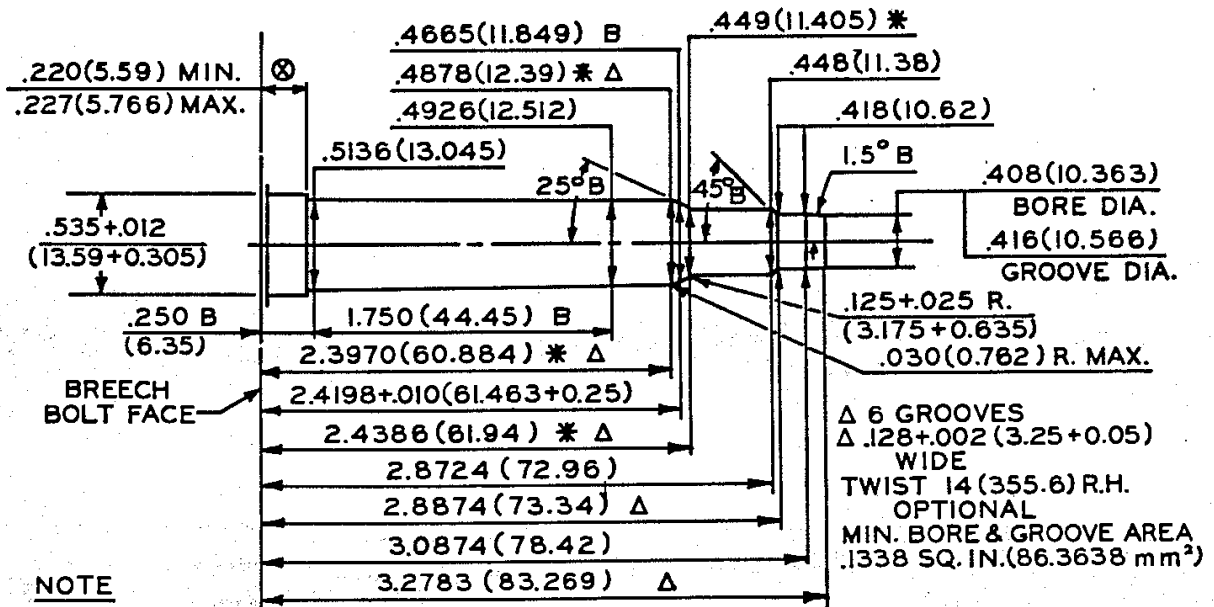 .4665(11.849) B
.449(11.405) ✻
.220(5.59) MIN. ⊗
.227(5.766) MAX.
.4878(12.39) ✻ Δ
.448(11.38)
.4926(12.512)
.418(10.62)
.5136(13.045)
1.5° B
25° B
45° B
.408(10.363)
BORE DIA.
.416(10.566)
GROOVE DIA.
.535+.012
(13.59+0.305)
.250 B
(6.35)
1.750(44.45) B
.125+.025 R.
(3.175+0.635)
2.3970(60.884) ✻ Δ
.030(0.762) R. MAX.
BREECH
BOLT FACE
2.4198+.010(61.463+0.25)
2.4386(61.94) ✻ Δ
2.8724(72.96)
2.8874(73.34) Δ
3.0874(78.42)
3.2783(83.269) Δ
Δ 6 GROOVES
Δ .128+.002(3.25+0.05)
WIDE
TWIST 14(355.6)R.H.
OPTIONAL
MIN. BORE & GROOVE AREA
.1338 SQ. IN.(86.3638 mm²)
NOTE